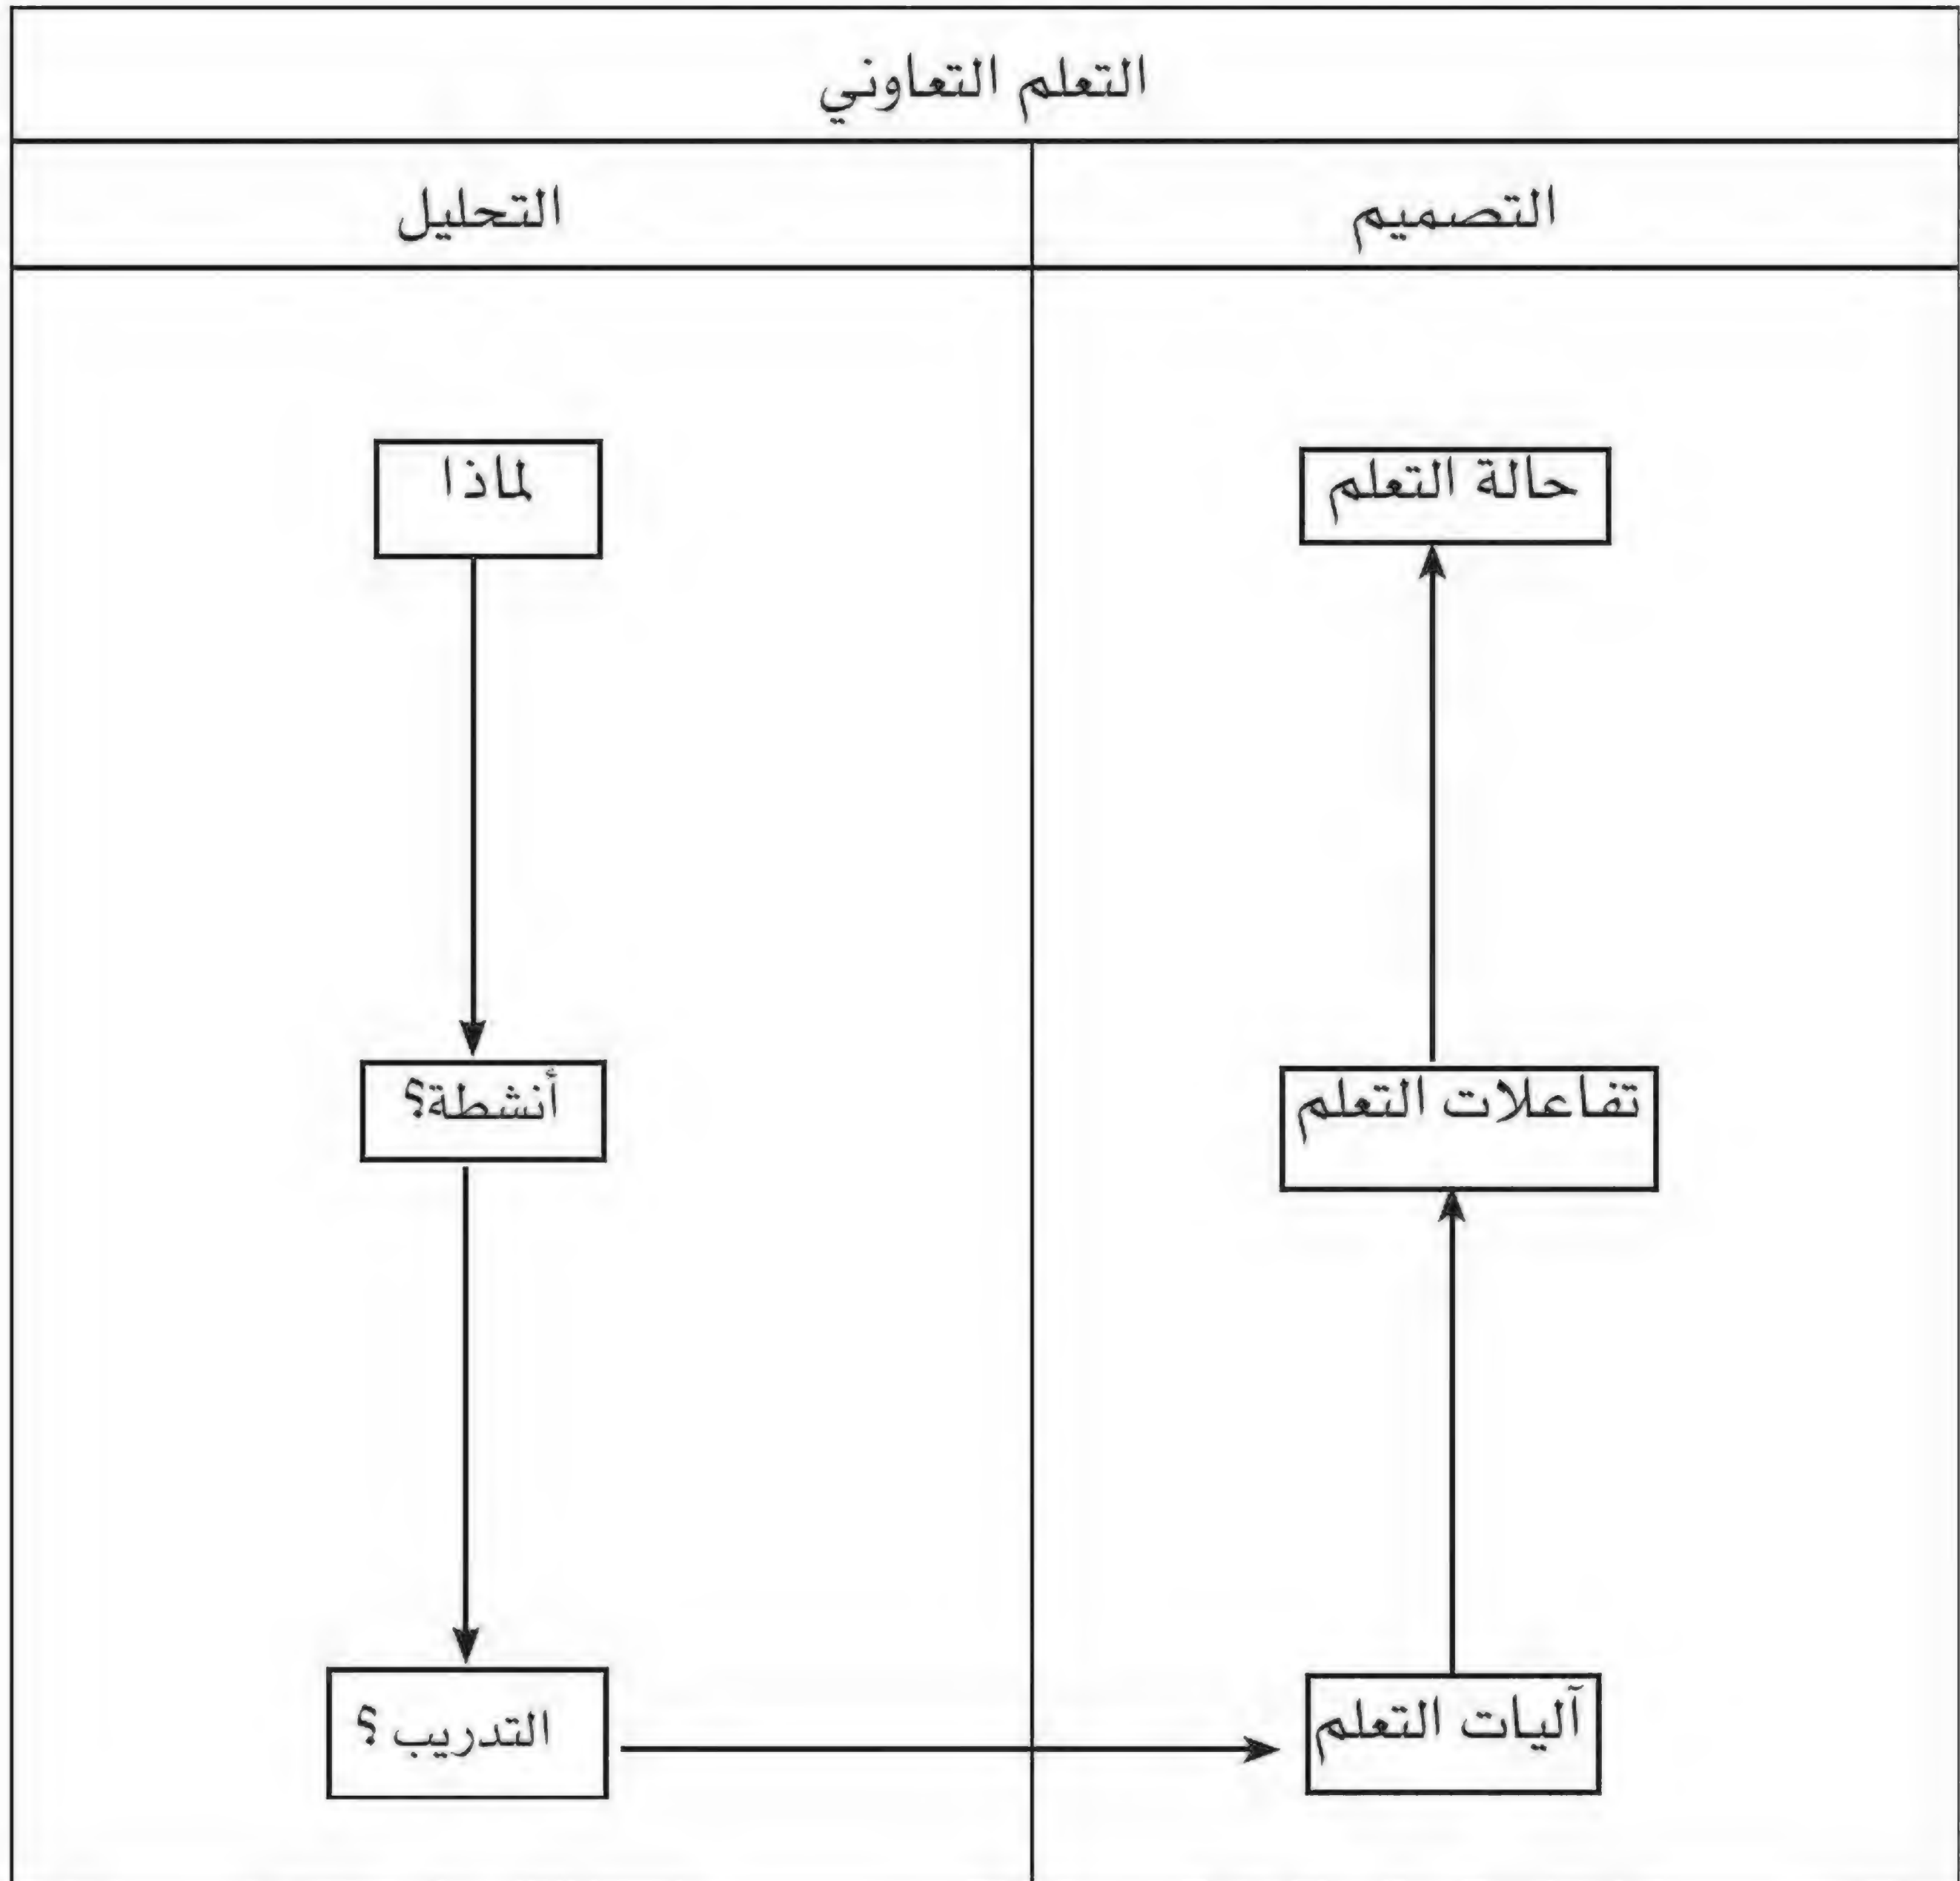 التعلم التعاوني
التصميم
التحليل
حالة التعلم
لماذا
تفاعلات التعلم
أنشطة؟
آليات التعلم
التدريب ؟